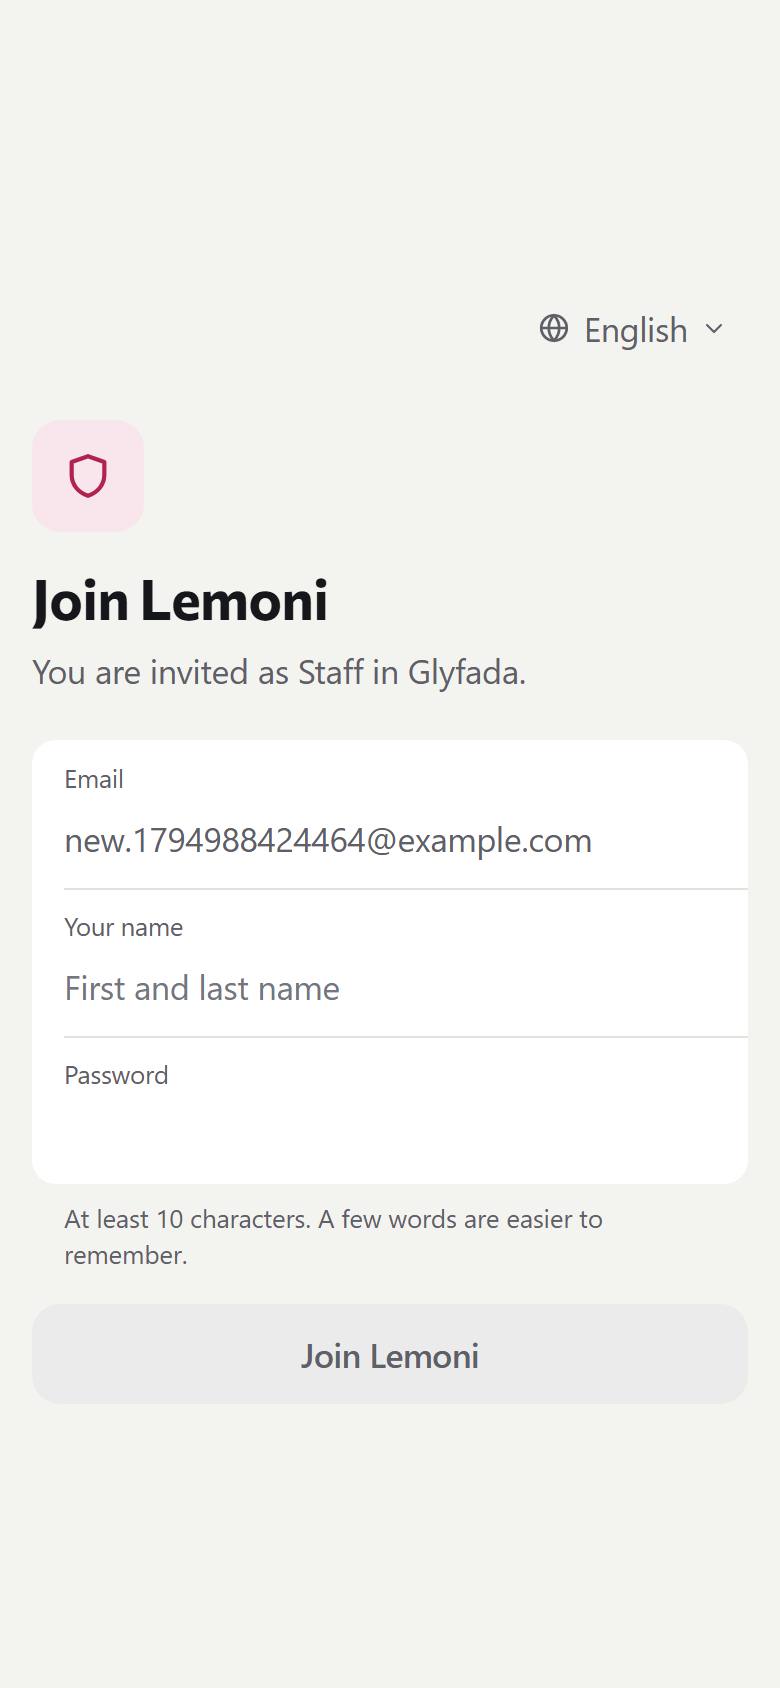 English
Join Lemoni
You are invited as Staff in Glyfada.
Email
new.1794988424464@example.com
Your name
First and last name
Password
At least 10 characters. A few words are easier to
remember.
Join Lemoni